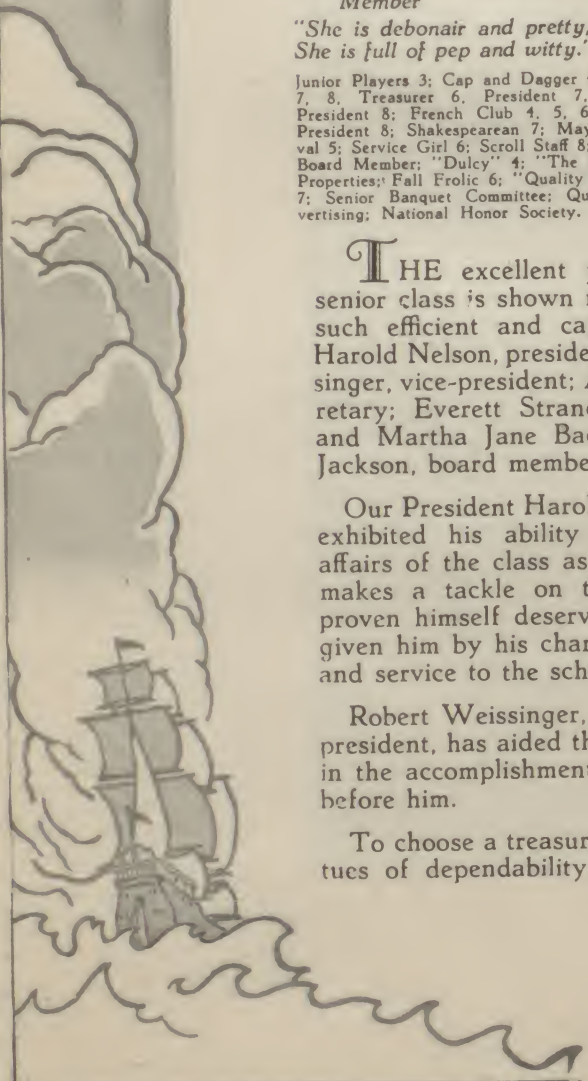 Member
"She is debonair and pretty,
She is full of pep and witty."
Junior Players 3; Cap and Dagger
7, 8, Treasurer 6, President 7,
President 8; French Club 4, 5, 6
President 8; Shakespearean 7; May
val 5; Service Girl 6; Scroll Staff 8;
Board Member; "Dulcy" 4; "The
Properties; Fall Frolic 6; "Quality
7; Senior Banquet Committee; Qu
vertising; National Honor Society.
THE excellent
senior class is shown
such efficient and ca
Harold Nelson, preside
singer, vice-president;
retary; Everett Stran
and Martha Jane Ba
Jackson, board membe
Our President Haro
exhibited his ability
affairs of the class as
makes a tackle on t
proven himself deserv
given him by his char
and service to the sch
Robert Weissinger,
president, has aided th
in the accomplishment
before him.
To choose a treasur
tues of dependability